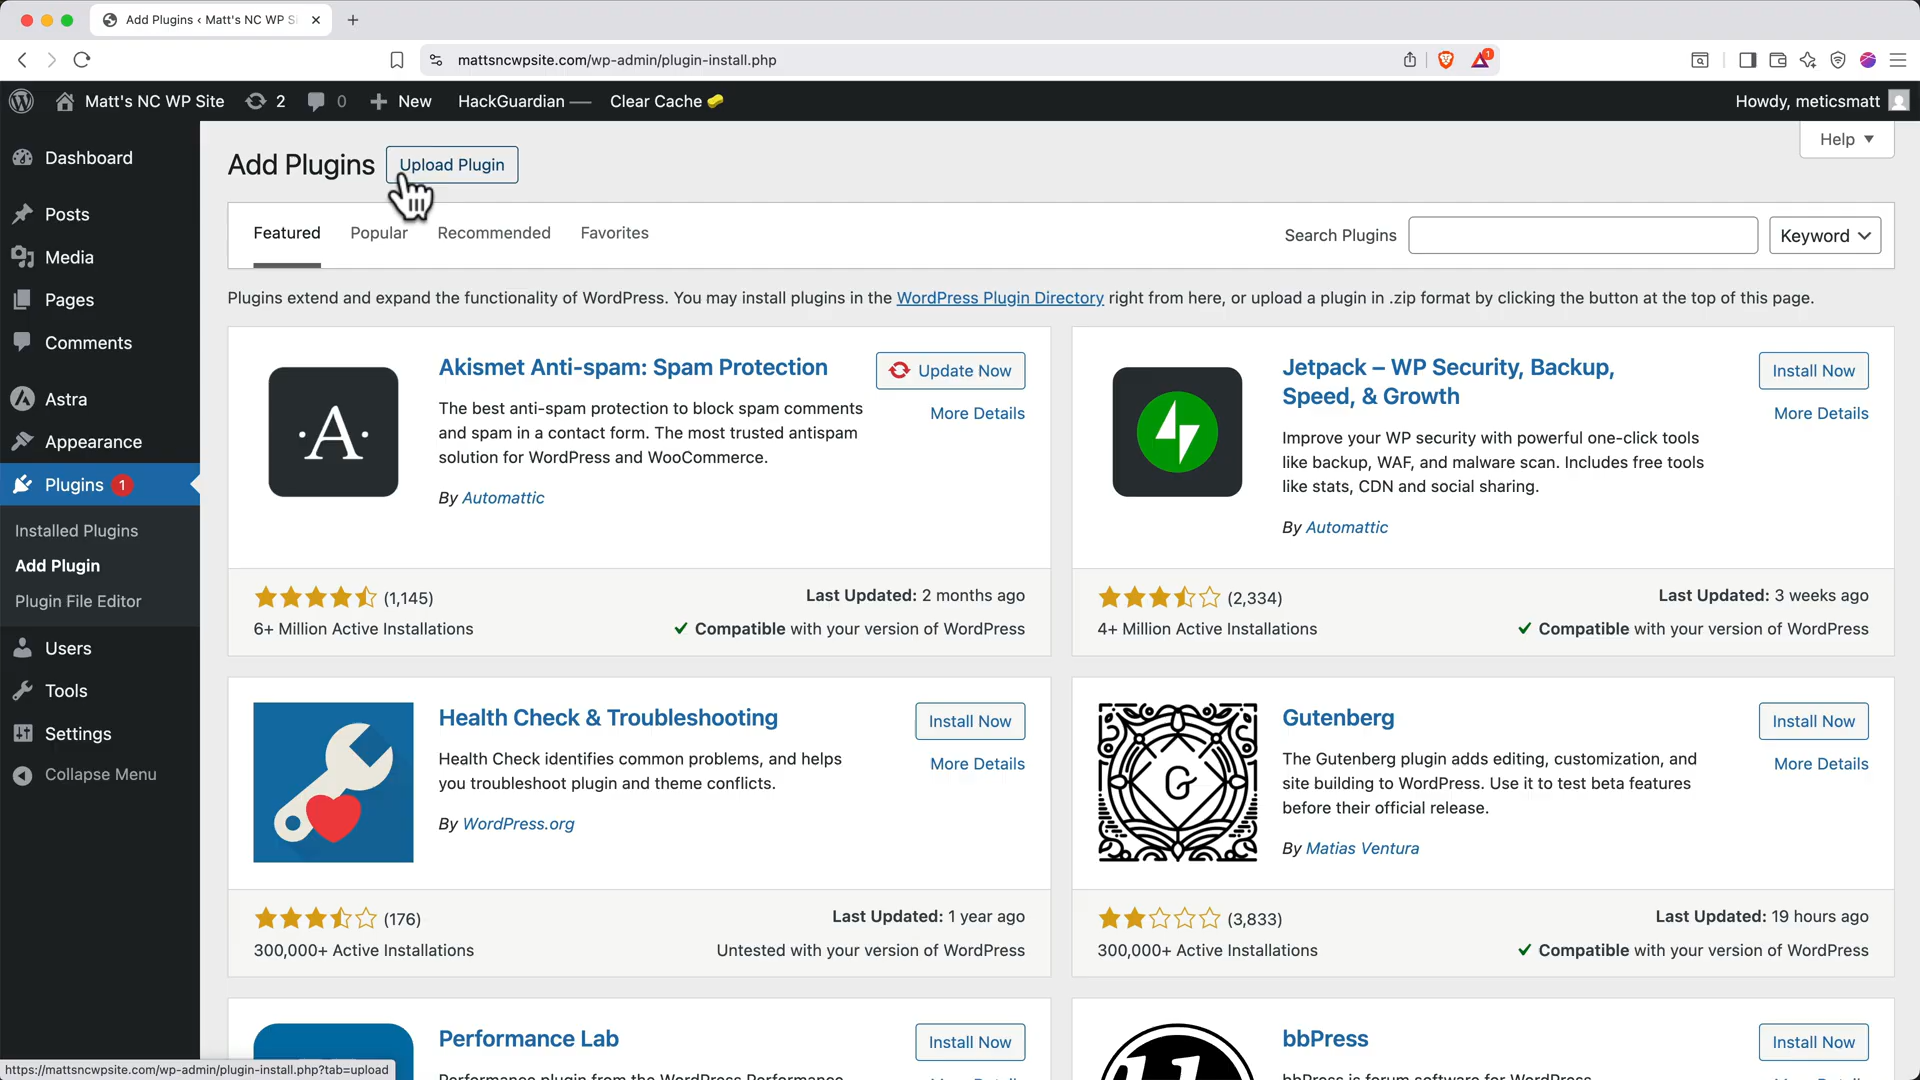 Add Plugins ‹ Matt's NC WP Si
mattsncwpsite.com/wp-admin/plugin-install.php
1
Matt's NC WP Site
2
0
New
HackGuardian —
Clear Cache
Howdy, meticsmatt
Help
Dashboard
Posts
Media
Pages
Comments
Astra
Appearance
Plugins 1
Installed Plugins
Add Plugin
Plugin File Editor
Users
Tools
Settings
Collapse Menu
Add Plugins
Upload Plugin
Featured
Popular
Recommended
Favorites
Search Plugins
Keyword
Plugins extend and expand the functionality of WordPress. You may install plugins in the WordPress Plugin Directory right from here, or upload a plugin in .zip format by clicking the button at the top of this page.
·A·
Akismet Anti-spam: Spam Protection
Update Now
More Details
The best anti-spam protection to block spam comments
and spam in a contact form. The most trusted antispam
solution for WordPress and WooCommerce.
By Automattic
(1,145)
6+ Million Active Installations
Last Updated: 2 months ago
Compatible with your version of WordPress
Jetpack – WP Security, Backup,
Speed, & Growth
Install Now
More Details
Improve your WP security with powerful one-click tools
like backup, WAF, and malware scan. Includes free tools
like stats, CDN and social sharing.
By Automattic
(2,334)
4+ Million Active Installations
Last Updated: 3 weeks ago
Compatible with your version of WordPress
Health Check & Troubleshooting
Install Now
More Details
Health Check identifies common problems, and helps
you troubleshoot plugin and theme conflicts.
By WordPress.org
(176)
300,000+ Active Installations
Last Updated: 1 year ago
Untested with your version of WordPress
G
Gutenberg
Install Now
More Details
The Gutenberg plugin adds editing, customization, and
site building to WordPress. Use it to test beta features
before their official release.
By Matias Ventura
(3,833)
300,000+ Active Installations
Last Updated: 19 hours ago
Compatible with your version of WordPress
Performance Lab
Install Now
Performance plugin from the WordPress Performance
bbPress
Install Now
bbPress is forum software for WordPress
https://mattsncwpsite.com/wp-admin/plugin-install.php?tab=upload